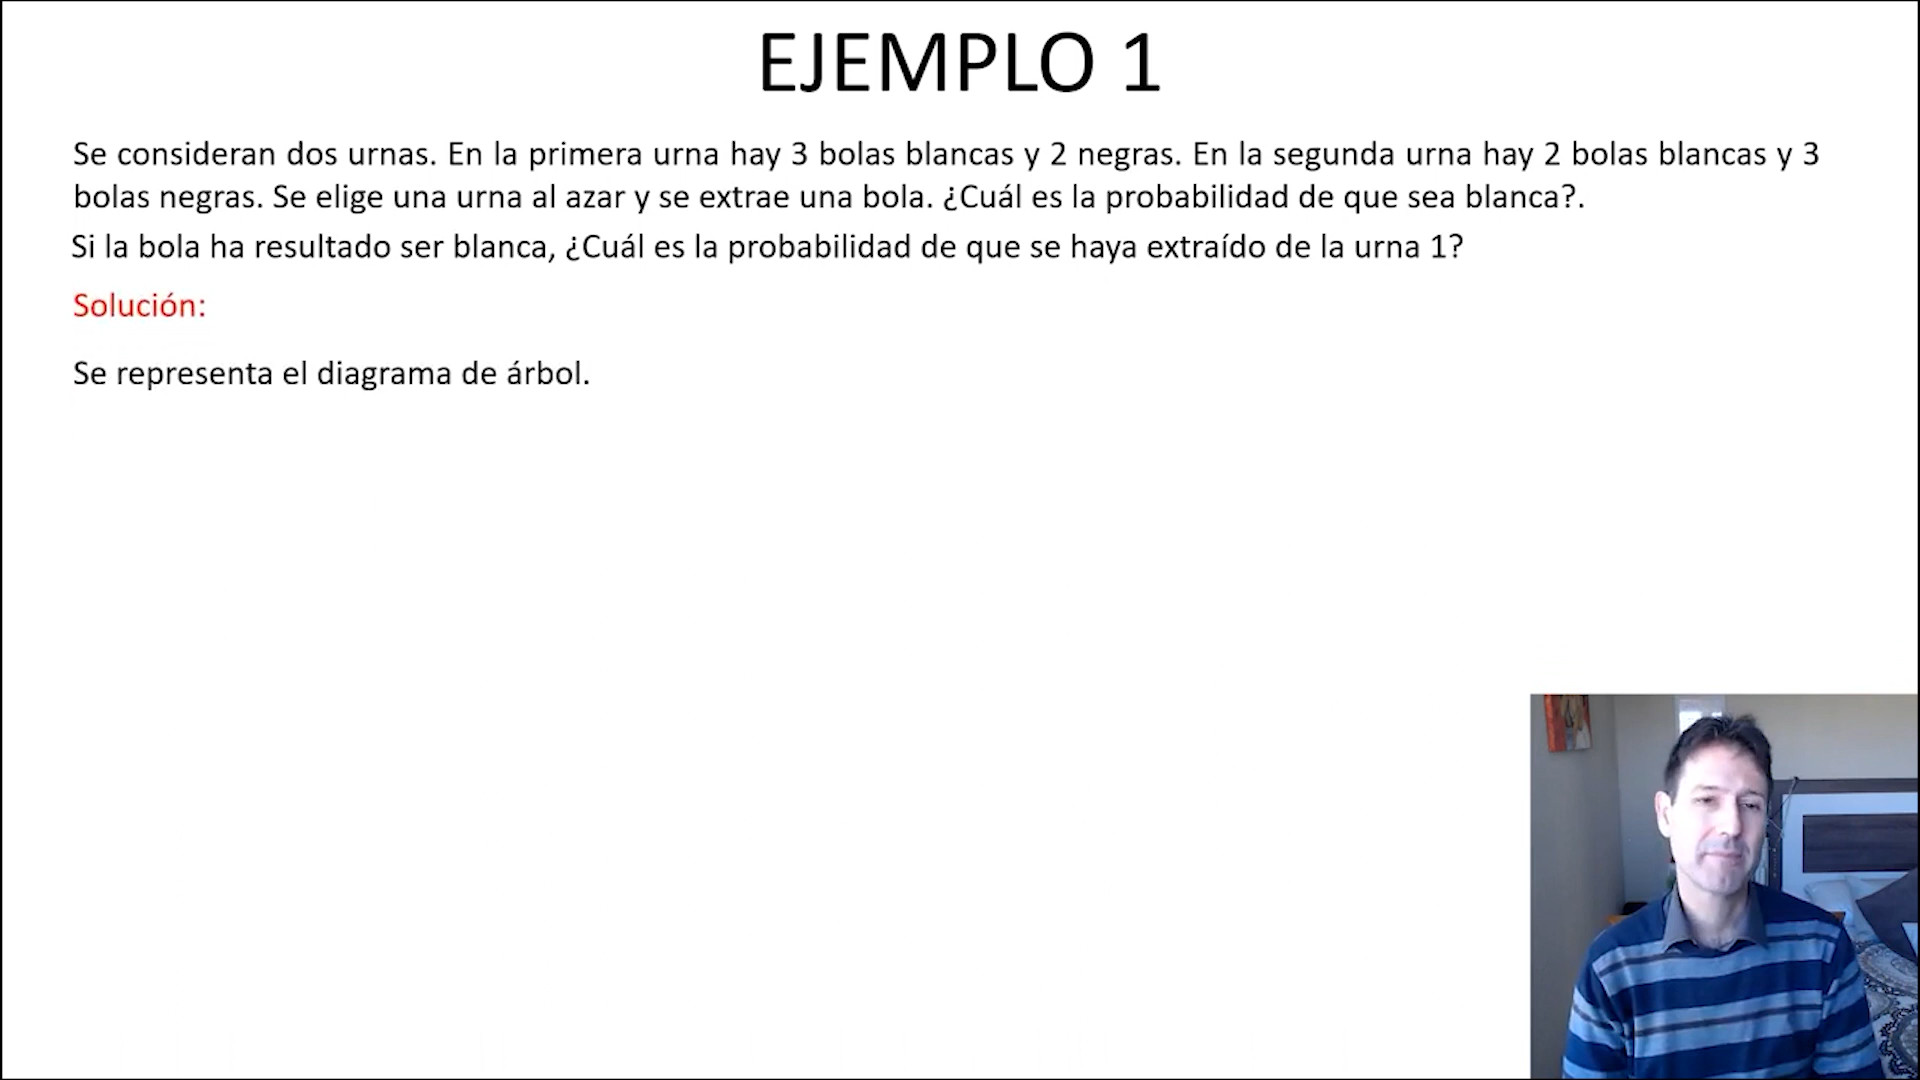 EJEMPLO 1
Se consideran dos urnas. En la primera urna hay 3 bolas blancas y 2 negras. En la segunda urna hay 2 bolas blancas y 3
bolas negras. Se elige una urna al azar y se extrae una bola. ¿Cuál es la probabilidad de que sea blanca?.
Si la bola ha resultado ser blanca, ¿Cuál es la probabilidad de que se haya extraído de la urna 1?
Solución:
Se representa el diagrama de árbol.